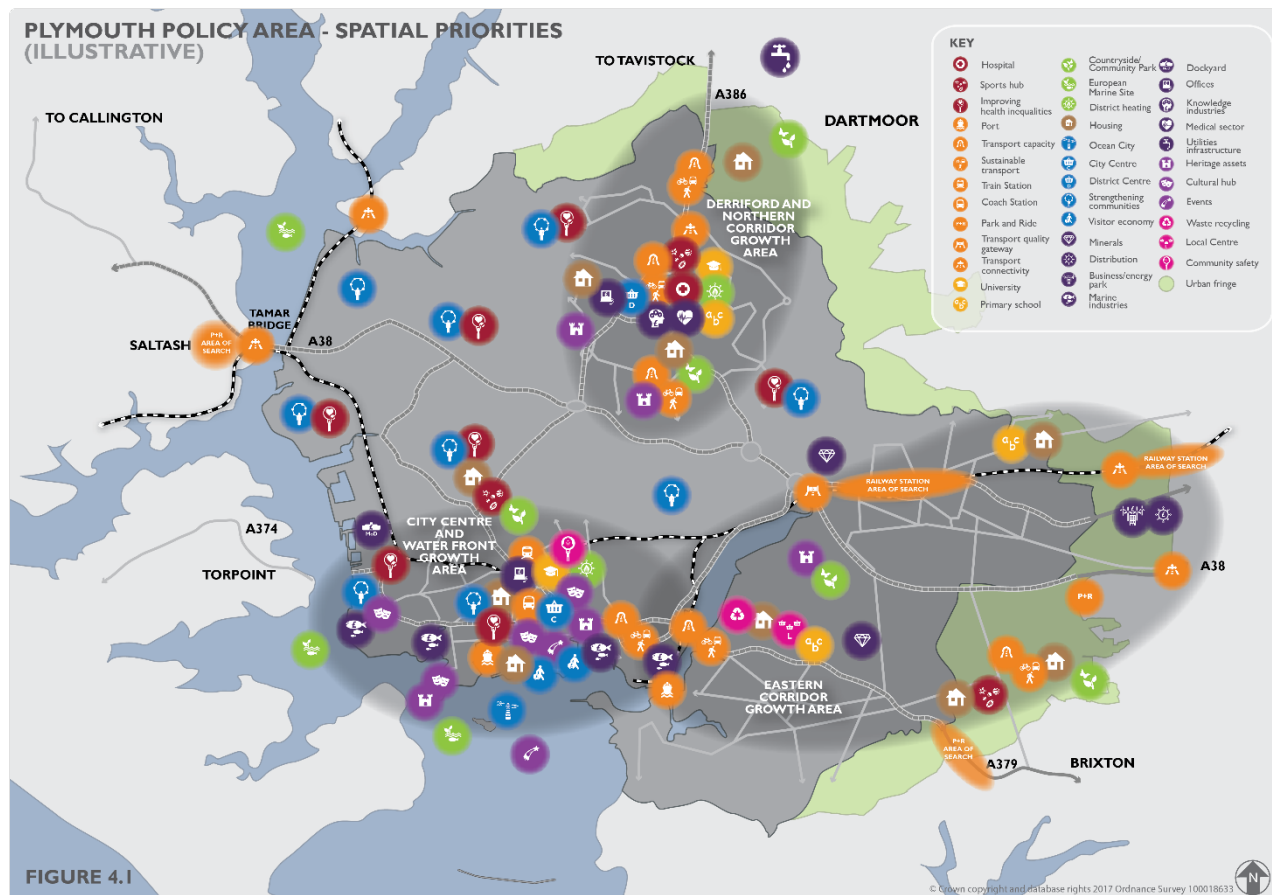 PLYMOUTH POLICY AREA - SPATIAL PRIORITIES
(ILLUSTRATIVE)
TO TAVISTOCK
A386
TO CALLINGTON
DARTMOOR
DERRIFORD AND
NORTHERN
CORRIDOR
GROWTH
AREA
D
a b c
TAMAR
BRIDGE
SALTASH
P+R
AREA OF
SEARCH
A38
a b c
RAILWAY STATION
AREA OF SEARCH
RAILWAY STATION
AREA OF SEARCH
CITY CENTRE
AND
WATER FRONT
GROWTH
AREA
A374
MoD
TORPOINT
C
A38
P+R
L
a b c
EASTERN
CORRIDOR
GROWTH AREA
P+R
AREA OF
SEARCH
A379
BRIXTON
KEY
Hospital
Sports hub
Improving
health inequalities
Port
Transport capacity
Sustainable
transport
Train Station
Coach Station
Park and Ride
Transport quality
gateway
Transport
connectivity
University
Primary school
Countryside/
Community Park
European
Marine Site
District heating
Housing
Ocean City
City Centre
District Centre
Strengthening
communities
Visitor economy
Minerals
Distribution
Business/energy
park
Marine
industries
Dockyard
Offices
Knowledge
industries
Medical sector
Utilities
infrastructure
Heritage assets
Cultural hub
Events
Waste recycling
Local Centre
Community safety
Urban fringe
FIGURE 4.1
© Crown copyright and database rights 2017 Ordnance Survey 100018633
N